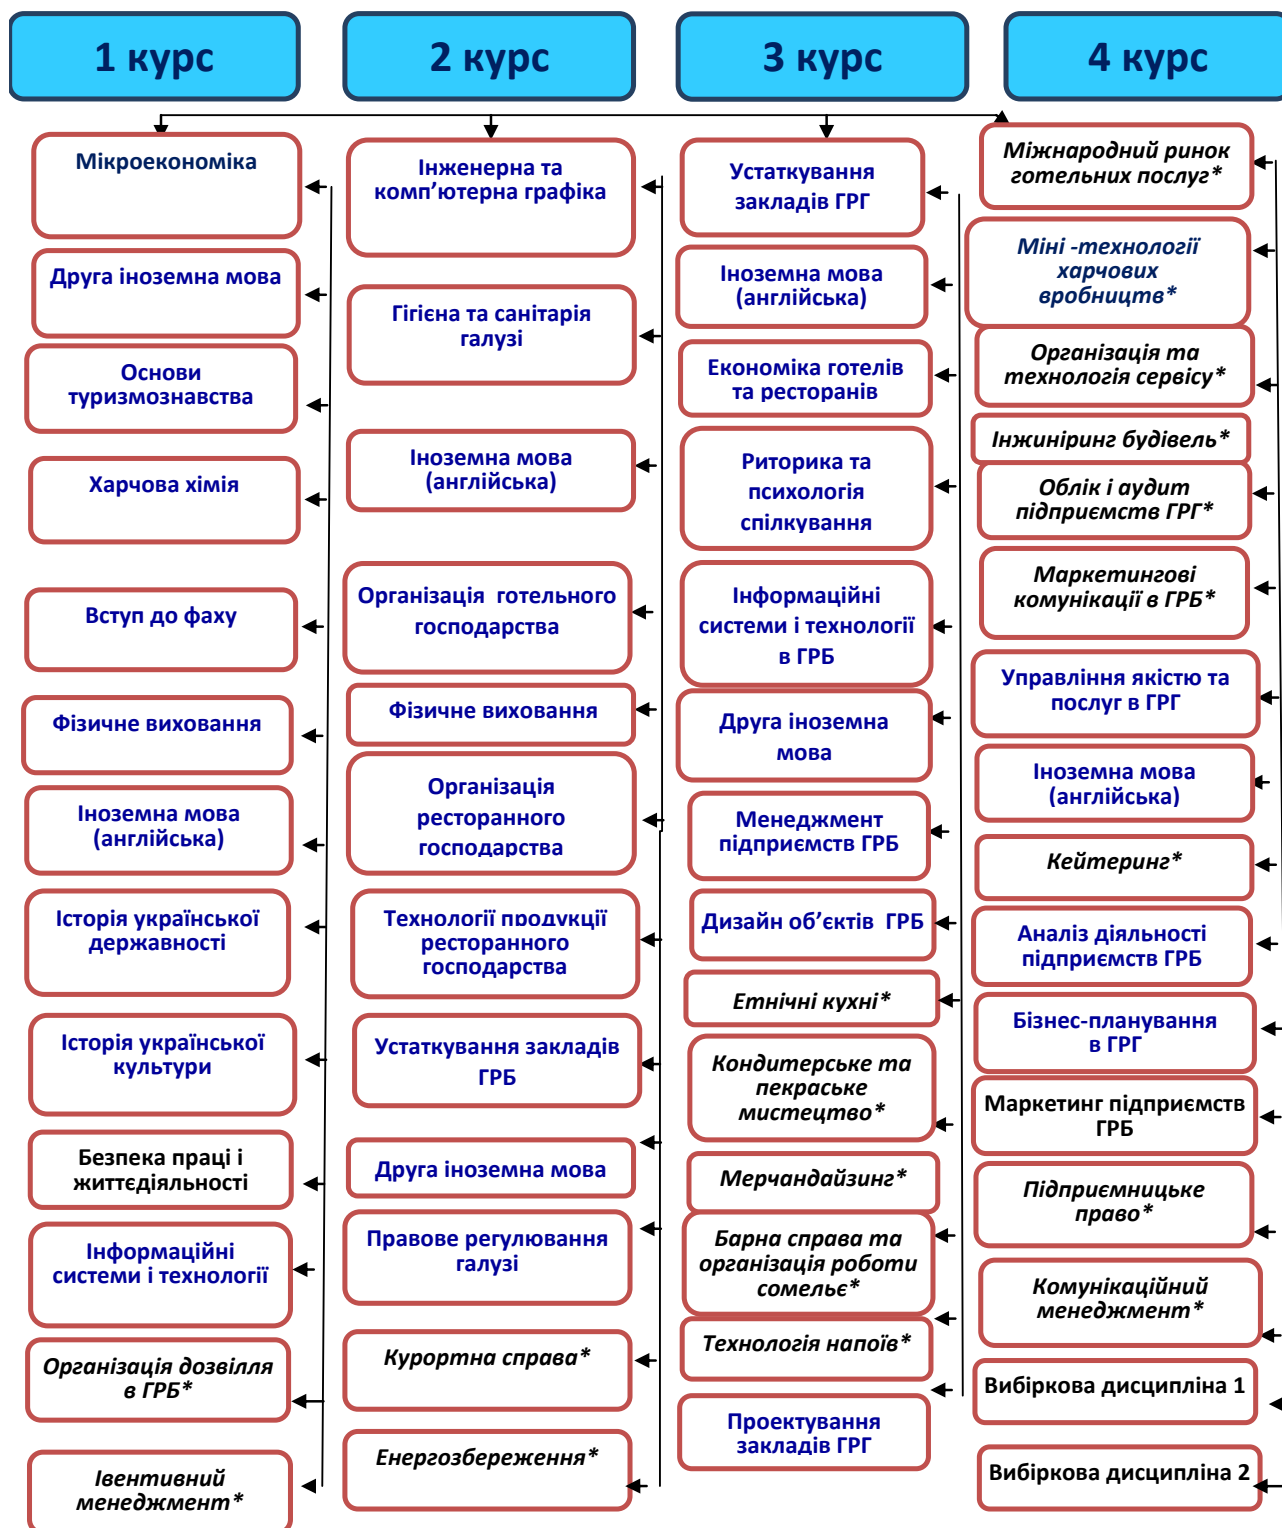 1 курс
2 курс
3 курс
4 курс
Мікроекономіка
Друга іноземна мова
Основи
туризмознавства
Харчова хімія
Вступ до фаху
Фізичне виховання
Іноземна мова
(англійська)
Історія української
державності
Історія української
культури
Безпека праці і
життєдіяльності
Інформаційні
системи і технології
Організація дозвілля
в ГРБ*
Івентивний
менеджмент*
Інженерна та
комп’ютерна графіка
Гігієна та санітарія
галузі
Іноземна мова
(англійська)
Організація готельного
господарства
Фізичне виховання
Організація
ресторанного
господарства
Технології продукції
ресторанного
господарства
Устаткування закладів
ГРБ
Друга іноземна мова
Правове регулювання
галузі
Курортна справа*
Енергозбереження*
Устаткування
закладів ГРГ
Іноземна мова
(англійська)
Економіка готелів
та ресторанів
Риторика та
психологія
спілкування
Інформаційні
системи і технології
в ГРБ
Друга іноземна
мова
Менеджмент
підприємств ГРБ
Дизайн об’єктів ГРБ
Етнічні кухні*
Кондитерське та
пекраське
мистецтво*
Мерчандайзинг*
Барна справа та
організація роботи
сомельє*
Технологія напоїв*
Проектування
закладів ГРГ
Міжнародний ринок
готельних послуг*
Міні -технології
харчових
вробництв*
Організація та
технологія сервісу*
Інжиніринг будівель*
Облік і аудит
підприємств ГРГ*
Маркетингові
комунікації в ГРБ*
Управління якістю та
послуг в ГРГ
Іноземна мова
(англійська)
Кейтеринг*
Аналіз діяльності
підприємств ГРБ
Бізнес-планування
в ГРГ
Маркетинг підприємств
ГРБ
Підприємницьке
право*
Комунікаційний
менеджмент*
Вибіркова дисципліна 1
Вибіркова дисципліна 2